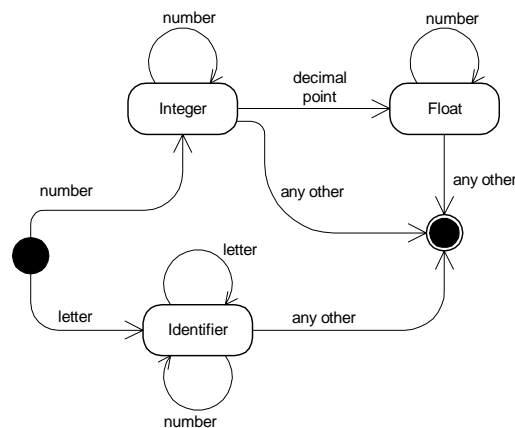 number
number
Integer
decimal
point
Float
number
any other
any other
letter
letter
Identifier
any other
number